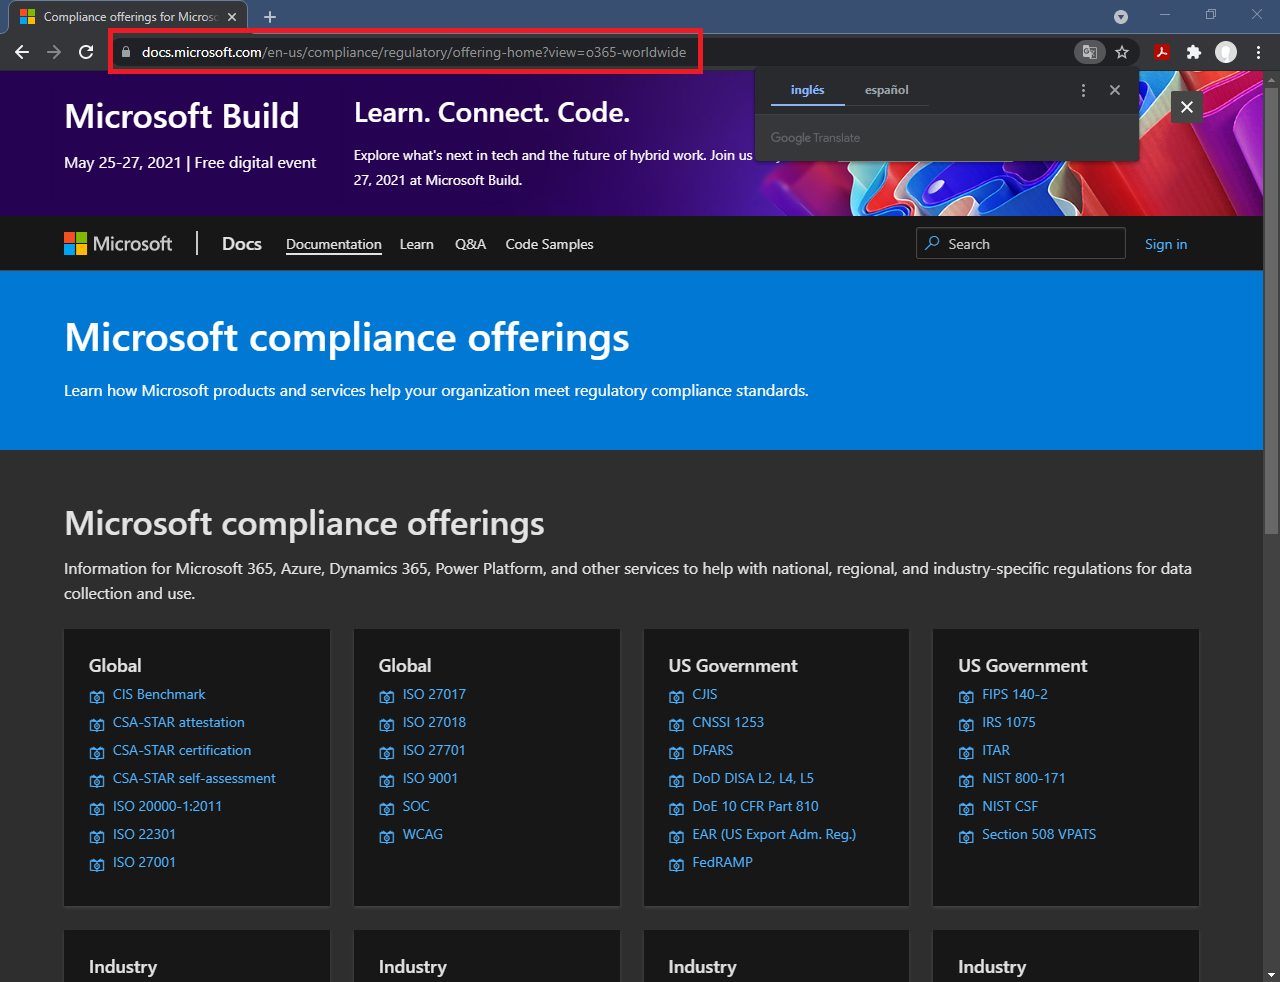 Compliance offerings for Microso
docs.microsoft.com/en-us/compliance/regulatory/offering-home?view=o365-worldwide
inglés
español
Google Translate
Microsoft Build
May 25-27, 2021 | Free digital event
Learn. Connect. Code.
Explore what's next in tech and the future of hybrid work. Join us
27, 2021 at Microsoft Build.
Microsoft
Docs
Documentation
Learn
Q&A
Code Samples
Search
Sign in
Microsoft compliance offerings
Learn how Microsoft products and services help your organization meet regulatory compliance standards.
Microsoft compliance offerings
Information for Microsoft 365, Azure, Dynamics 365, Power Platform, and other services to help with national, regional, and industry-specific regulations for data
collection and use.
Global
CIS Benchmark
CSA-STAR attestation
CSA-STAR certification
CSA-STAR self-assessment
ISO 20000-1:2011
ISO 22301
ISO 27001
Global
ISO 27017
ISO 27018
ISO 27701
ISO 9001
SOC
WCAG
US Government
CJIS
CNSSI 1253
DFARS
DoD DISA L2, L4, L5
DoE 10 CFR Part 810
EAR (US Export Adm. Reg.)
FedRAMP
US Government
FIPS 140-2
IRS 1075
ITAR
NIST 800-171
NIST CSF
Section 508 VPATS
Industry
Industry
Industry
Industry